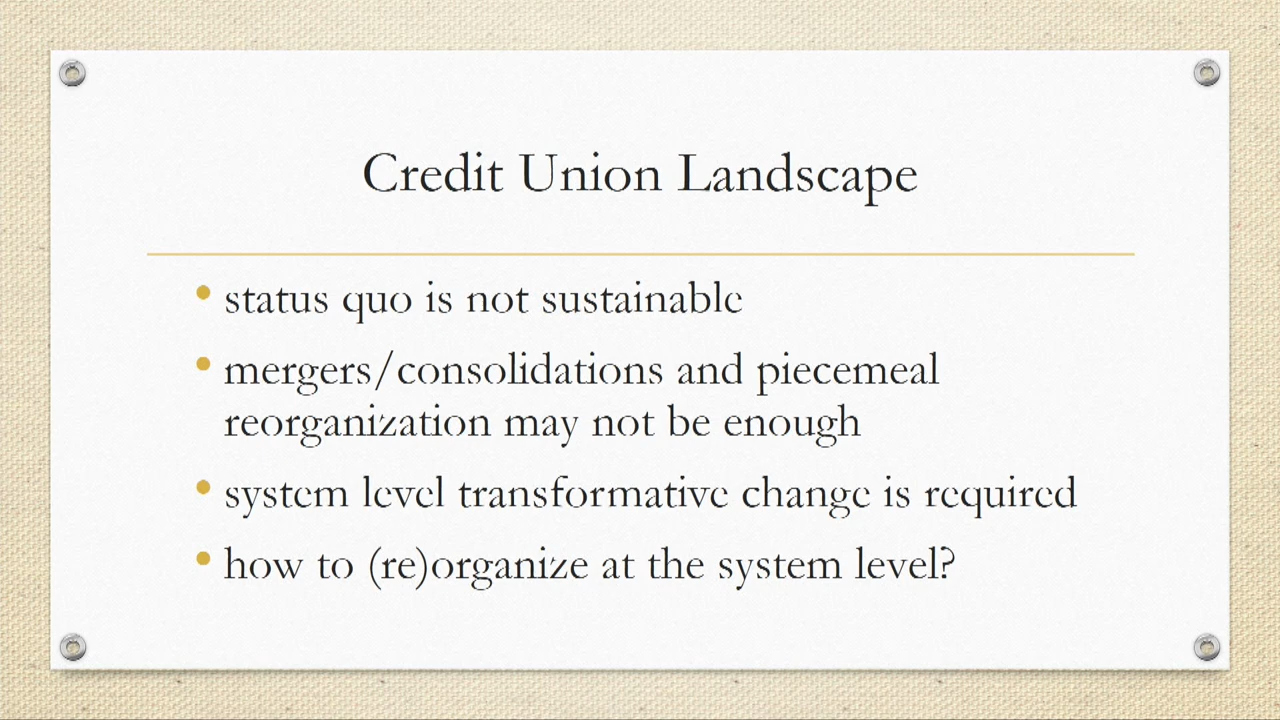 Credit Union Landscape
• status quo is not sustainable
• mergers/consolidations and piecemeal
reorganization may not be enough
• system level transformative change is required
• how to (re)organize at the system level?